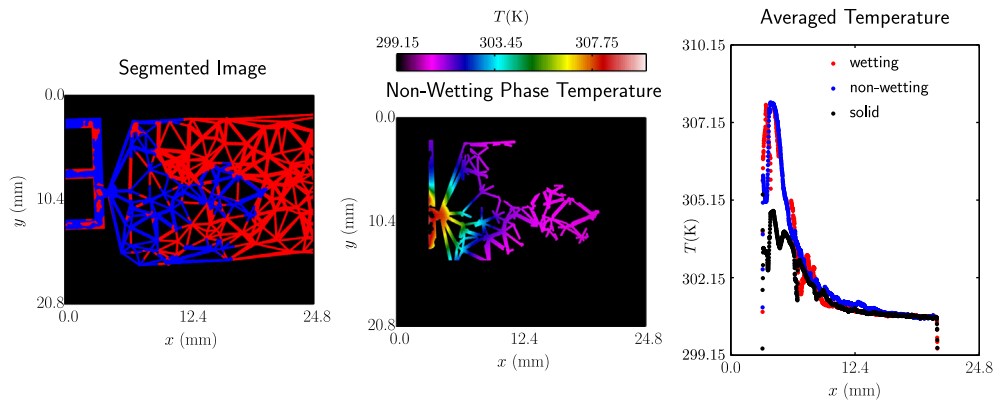 Segmented Image
0.0
10.4
20.8
y (mm)
0.0 12.4 24.8
x (mm)
T(K)
299.15 303.45 307.75
Non-Wetting Phase Temperature
0.0
10.4
20.8
y (mm)
0.0 12.4 24.8
x (mm)
Averaged Temperature
310.15
307.15
305.15
302.15
299.15
T(K)
wetting
non-wetting
solid
0.0 12.4 24.8
x (mm)